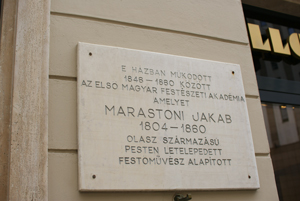 E HÁZBAN MŰKÖDÖTT
1846-1860 KÖZÖTT
AZ ELSŐ MAGYAR FESTÉSZETI AKADÉMIA
AMELYET
MARASTONI JAKAB
1804-1860
OLASZ SZÁRMAZÁSÚ
PESTEN LETELEPEDETT
FESTŐMŰVÉSZ ALAPÍTOTT